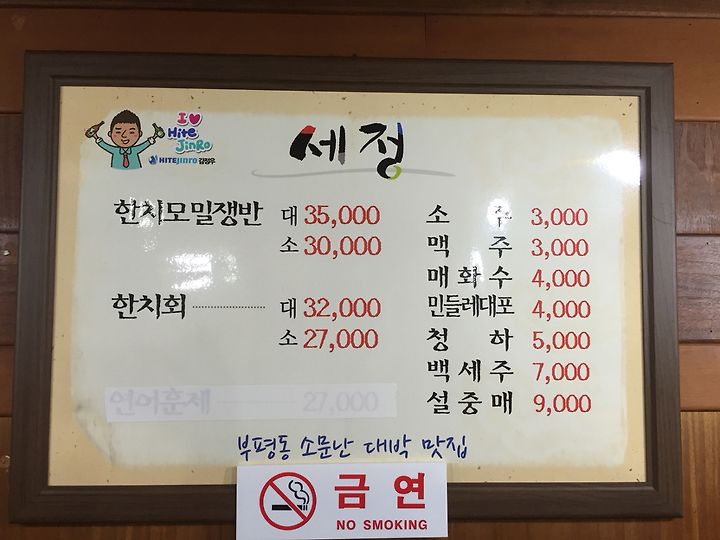 I ♥
Hite
JinRo
HITEJinro 김정우
세정
한치모밀쟁반 대 35,000
소 30,000
한치회 대 32,000
소 27,000
연어훈제 27,000
소 주 3,000
맥 주 3,000
매화수 4,000
민들레대포 4,000
청 하 5,000
백세주 7,000
설중매 9,000
부평동 소문난 대박 맛집
금연
NO SMOKING